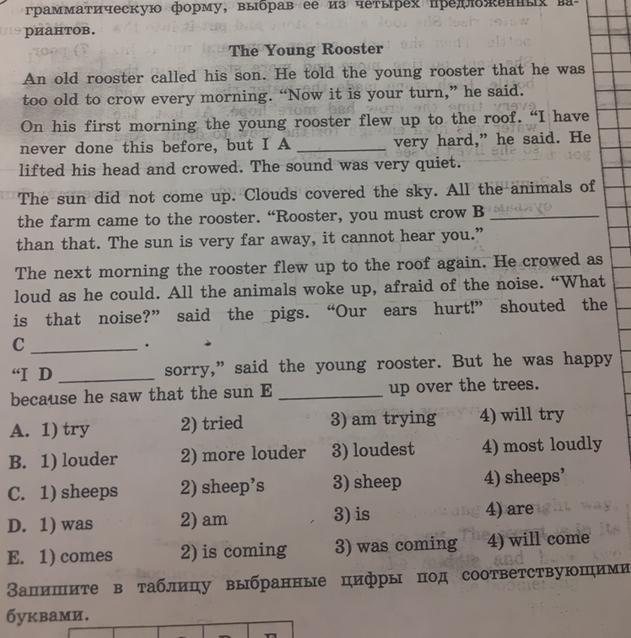 грамматическую форму, выбрав ее из четырех предложенных ва-
риантов.
The Young Rooster
An old rooster called his son. He told the young rooster that he was
too old to crow every morning. “Now it is your turn,” he said.
On his first morning the young rooster flew up to the roof. “I have
never done this before, but I A __________ very hard,” he said. He
lifted his head and crowed. The sound was very quiet.
The sun did not come up. Clouds covered the sky. All the animals of
the farm came to the rooster. “Rooster, you must crow B __________
than that. The sun is very far away, it cannot hear you.”
The next morning the rooster flew up to the roof again. He crowed as
loud as he could. All the animals woke up, afraid of the noise. “What
is that noise?” said the pigs. “Our ears hurt!” shouted the
C __________ .
“I D __________ sorry,” said the young rooster. But he was happy
because he saw that the sun E __________ up over the trees.
A. 1) try 2) tried 3) am trying 4) will try
B. 1) louder 2) more louder 3) loudest 4) most loudly
C. 1) sheeps 2) sheep’s 3) sheep 4) sheeps’
D. 1) was 2) am 3) is 4) are
E. 1) comes 2) is coming 3) was coming 4) will come
Запишите в таблицу выбранные цифры под соответствующими
буквами.